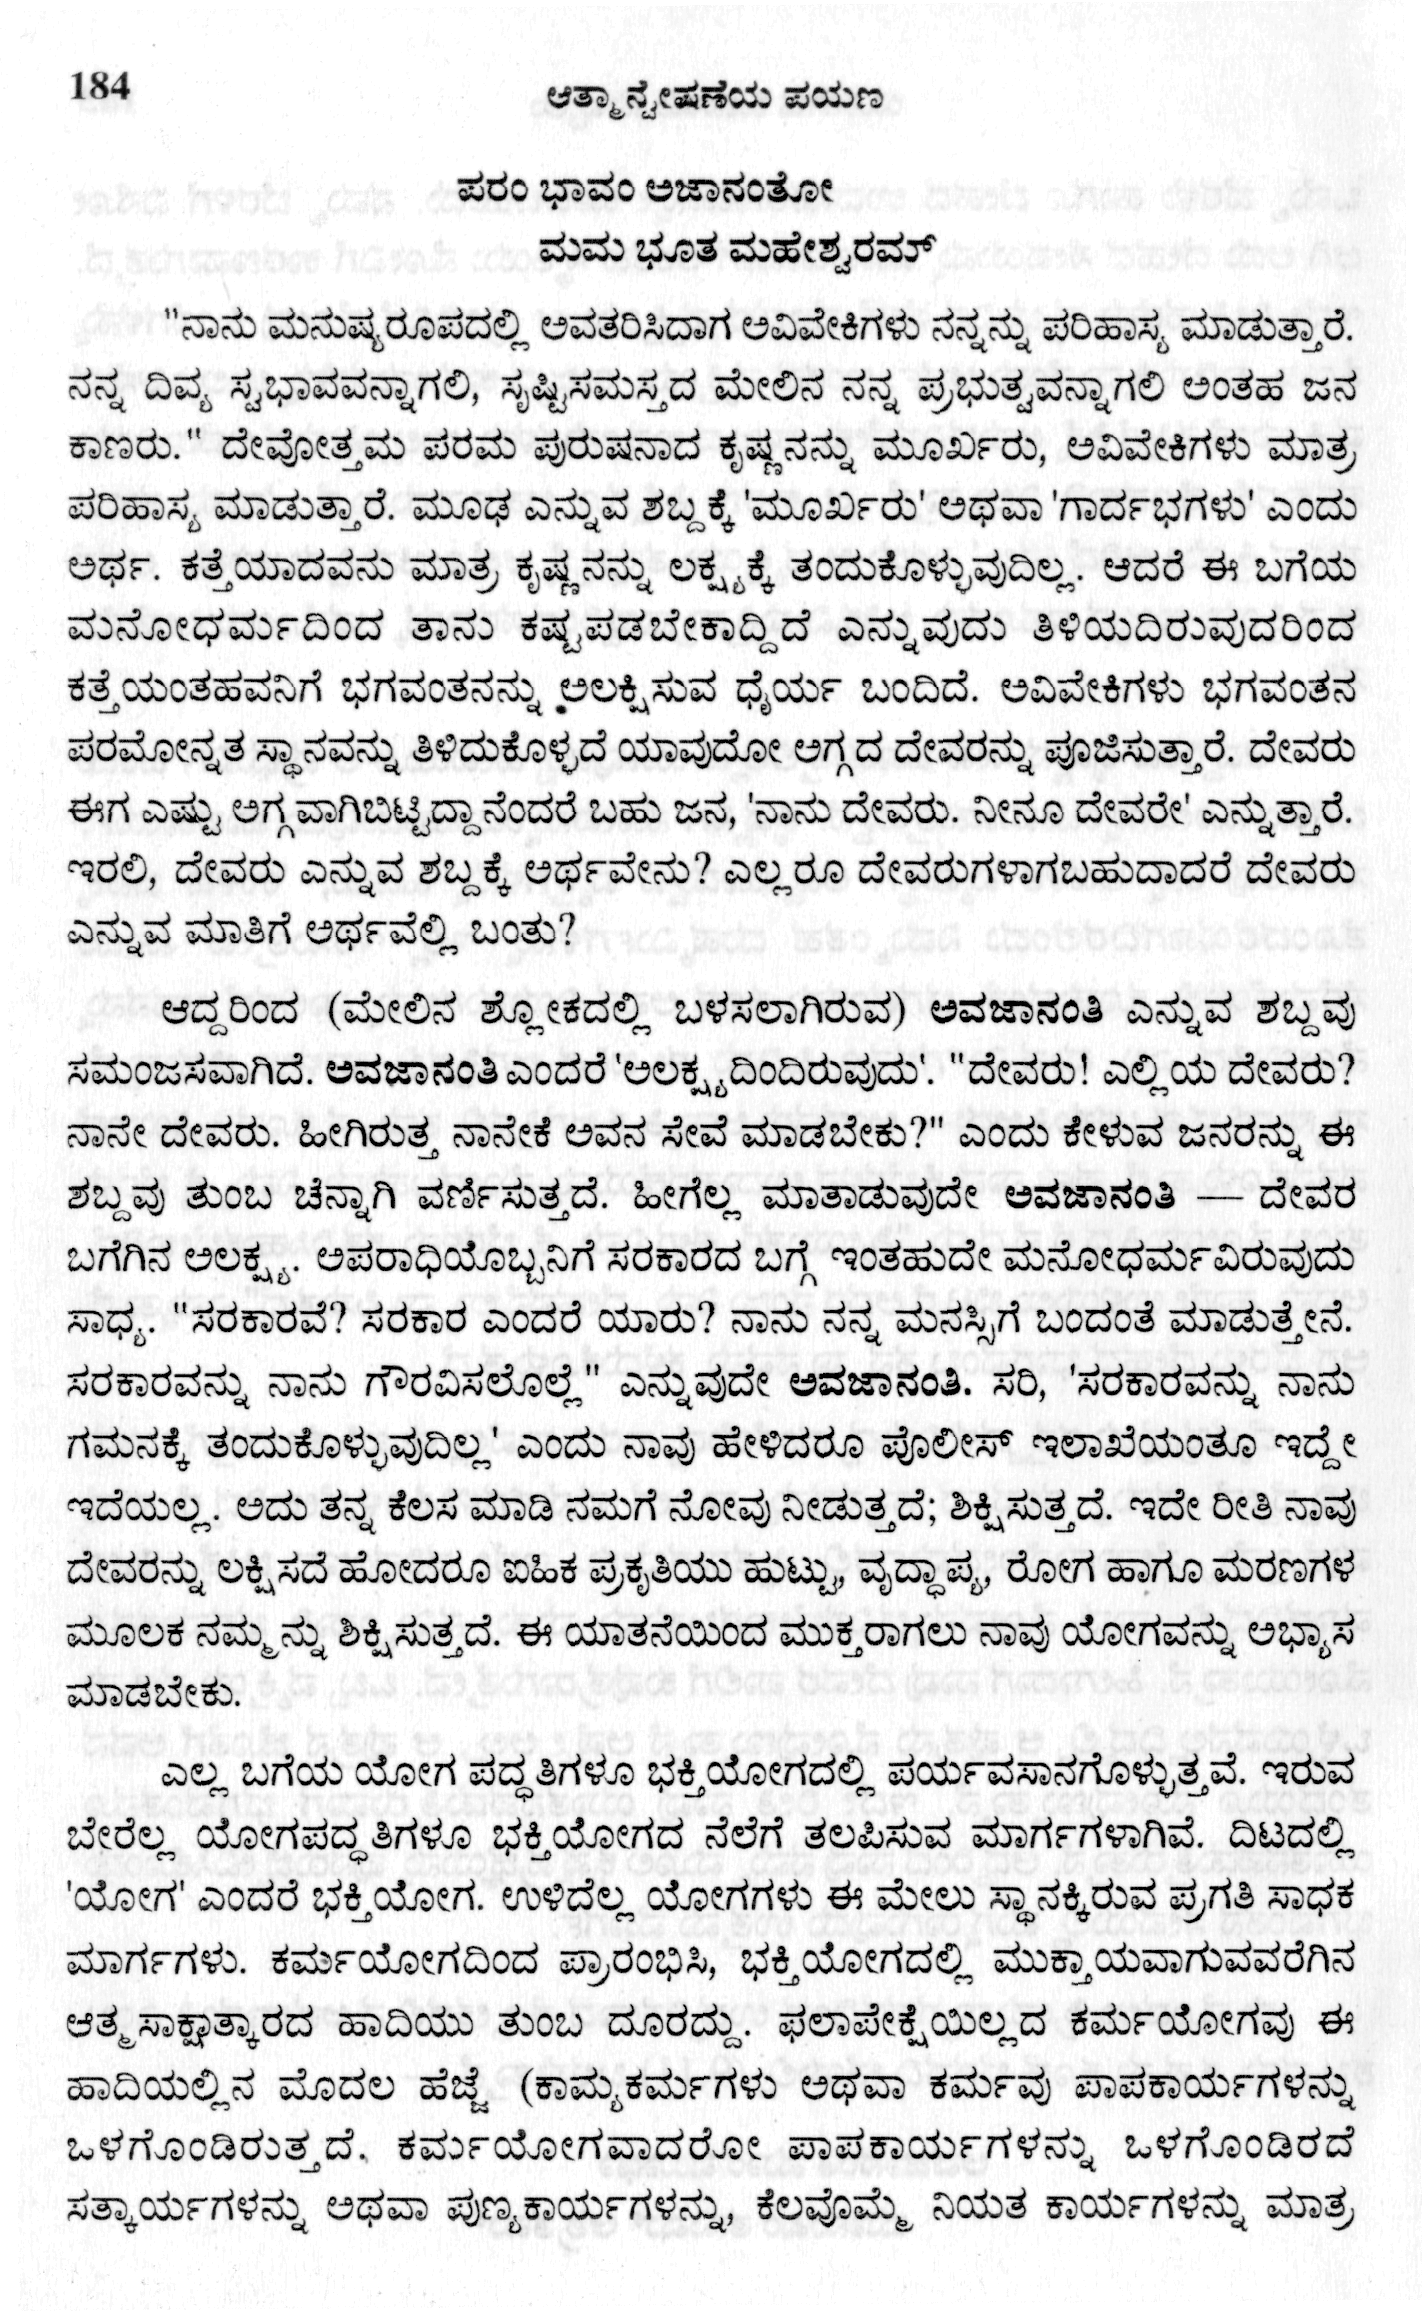 184
ಆತ್ಮಾನ್ವೇಷಣೆಯ ಪಯಣ
ಪರಂ ಭಾವಂ ಅಜಾನಂತೋ
ಮಮ ಭೂತ ಮಹೇಶ್ವರಮ್
"ನಾನು ಮನುಷ್ಯರೂಪದಲ್ಲಿ ಅವತರಿಸಿದಾಗ ಅವಿವೇಕಿಗಳು ನನ್ನನ್ನು ಪರಿಹಾಸ್ಯ ಮಾಡುತ್ತಾರೆ.
ನನ್ನ ದಿವ್ಯ ಸ್ವಭಾವವನ್ನಾಗಲಿ, ಸೃಷ್ಟಿಸಮಸ್ತದ ಮೇಲಿನ ನನ್ನ ಪ್ರಭುತ್ವವನ್ನಾಗಲಿ ಅಂತಹ ಜನ
ಕಾಣರು." ದೇವೋತ್ತಮ ಪರಮ ಪುರುಷನಾದ ಕೃಷ್ಣನನ್ನು ಮೂರ್ಖರು, ಅವಿವೇಕಿಗಳು ಮಾತ್ರ
ಪರಿಹಾಸ್ಯ ಮಾಡುತ್ತಾರೆ. ಮೂಢ ಎನ್ನುವ ಶಬ್ದಕ್ಕೆ 'ಮೂರ್ಖರು' ಅಥವಾ 'ಗಾರ್ದಭಗಳು' ಎಂದು
ಅರ್ಥ. ಕತ್ತೆಯಾದವನು ಮಾತ್ರ ಕೃಷ್ಣನನ್ನು ಲಕ್ಷ್ಯಕ್ಕೆ ತಂದುಕೊಳ್ಳುವುದಿಲ್ಲ. ಆದರೆ ಈ ಬಗೆಯ
ಮನೋಧರ್ಮದಿಂದ ತಾನು ಕಷ್ಟಪಡಬೇಕಾದ್ದಿದೆ ಎನ್ನುವುದು ತಿಳಿಯದಿರುವುದರಿಂದ
ಕತ್ತೆಯಂತಹವನಿಗೆ ಭಗವಂತನನ್ನು ಅಲಕ್ಷಿಸುವ ಧೈರ್ಯ ಬಂದಿದೆ. ಅವಿವೇಕಿಗಳು ಭಗವಂತನ
ಪರಮೋನ್ನತ ಸ್ಥಾನವನ್ನು ತಿಳಿದುಕೊಳ್ಳದೆ ಯಾವುದೋ ಅಗ್ಗದ ದೇವರನ್ನು ಪೂಜಿಸುತ್ತಾರೆ. ದೇವರು
ಈಗ ಎಷ್ಟು ಅಗ್ಗವಾಗಿಬಿಟ್ಟಿದ್ದಾನೆಂದರೆ ಬಹು ಜನ, 'ನಾನು ದೇವರು. ನೀನೂ ದೇವರೇ' ಎನ್ನುತ್ತಾರೆ.
ಇರಲಿ, ದೇವರು ಎನ್ನುವ ಶಬ್ದಕ್ಕೆ ಅರ್ಥವೇನು? ಎಲ್ಲರೂ ದೇವರುಗಳಾಗಬಹುದಾದರೆ ದೇವರು
ಎನ್ನುವ ಮಾತಿಗೆ ಅರ್ಥವೆಲ್ಲಿ ಬಂತು?
ಆದ್ದರಿಂದ (ಮೇಲಿನ ಶ್ಲೋಕದಲ್ಲಿ ಬಳಸಲಾಗಿರುವ) ಅವಜಾನಂತಿ ಎನ್ನುವ ಶಬ್ದವು
ಸಮಂಜಸವಾಗಿದೆ. ಅವಜಾನಂತಿ ಎಂದರೆ 'ಅಲಕ್ಷ್ಯದಿಂದಿರುವುದು'. "ದೇವರು! ಎಲ್ಲಿಯ ದೇವರು?
ನಾನೇ ದೇವರು. ಹೀಗಿರುತ್ತ ನಾನೇಕೆ ಅವನ ಸೇವೆ ಮಾಡಬೇಕು?" ಎಂದು ಕೇಳುವ ಜನರನ್ನು ಈ
ಶಬ್ದವು ತುಂಬ ಚೆನ್ನಾಗಿ ವರ್ಣಿಸುತ್ತದೆ. ಹೀಗೆಲ್ಲ ಮಾತಾಡುವುದೇ ಅವಜಾನಂತಿ — ದೇವರ
ಬಗೆಗಿನ ಅಲಕ್ಷ್ಯ. ಅಪರಾಧಿಯೊಬ್ಬನಿಗೆ ಸರಕಾರದ ಬಗ್ಗೆ ಇಂತಹುದೇ ಮನೋಧರ್ಮವಿರುವುದು
ಸಾಧ್ಯ. "ಸರಕಾರವೆ? ಸರಕಾರ ಎಂದರೆ ಯಾರು? ನಾನು ನನ್ನ ಮನಸ್ಸಿಗೆ ಬಂದಂತೆ ಮಾಡುತ್ತೇನೆ.
ಸರಕಾರವನ್ನು ನಾನು ಗೌರವಿಸಲೊಲ್ಲೆ" ಎನ್ನುವುದೇ ಅವಜಾನಂತಿ. ಸರಿ, 'ಸರಕಾರವನ್ನು ನಾನು
ಗಮನಕ್ಕೆ ತಂದುಕೊಳ್ಳುವುದಿಲ್ಲ' ಎಂದು ನಾವು ಹೇಳಿದರೂ ಪೊಲೀಸ್ ಇಲಾಖೆಯಂತೂ ಇದ್ದೇ
ಇದೆಯಲ್ಲ. ಅದು ತನ್ನ ಕೆಲಸ ಮಾಡಿ ನಮಗೆ ನೋವು ನೀಡುತ್ತದೆ; ಶಿಕ್ಷಿಸುತ್ತದೆ. ಇದೇ ರೀತಿ ನಾವು
ದೇವರನ್ನು ಲಕ್ಷಿಸದೆ ಹೋದರೂ ಐಹಿಕ ಪ್ರಕೃತಿಯು ಹುಟ್ಟು, ವೃದ್ಧಾಪ್ಯ, ರೋಗ ಹಾಗೂ ಮರಣಗಳ
ಮೂಲಕ ನಮ್ಮನ್ನು ಶಿಕ್ಷಿಸುತ್ತದೆ. ಈ ಯಾತನೆಯಿಂದ ಮುಕ್ತರಾಗಲು ನಾವು ಯೋಗವನ್ನು ಅಭ್ಯಾಸ
ಮಾಡಬೇಕು.
ಎಲ್ಲ ಬಗೆಯ ಯೋಗ ಪದ್ಧತಿಗಳೂ ಭಕ್ತಿಯೋಗದಲ್ಲಿ ಪರ್ಯವಸಾನಗೊಳ್ಳುತ್ತವೆ. ಇರುವ
ಬೇರೆಲ್ಲ ಯೋಗಪದ್ಧತಿಗಳೂ ಭಕ್ತಿಯೋಗದ ನೆಲೆಗೆ ತಲಪಿಸುವ ಮಾರ್ಗಗಳಾಗಿವೆ. ದಿಟದಲ್ಲಿ
'ಯೋಗ' ಎಂದರೆ ಭಕ್ತಿಯೋಗ. ಉಳಿದೆಲ್ಲ ಯೋಗಗಳು ಈ ಮೇಲು ಸ್ಥಾನಕ್ಕಿರುವ ಪ್ರಗತಿ ಸಾಧಕ
ಮಾರ್ಗಗಳು. ಕರ್ಮಯೋಗದಿಂದ ಪ್ರಾರಂಭಿಸಿ, ಭಕ್ತಿಯೋಗದಲ್ಲಿ ಮುಕ್ತಾಯವಾಗುವವರೆಗಿನ
ಆತ್ಮಸಾಕ್ಷಾತ್ಕಾರದ ಹಾದಿಯು ತುಂಬ ದೂರದ್ದು. ಫಲಾಪೇಕ್ಷೆಯಿಲ್ಲದ ಕರ್ಮಯೋಗವು ಈ
ಹಾದಿಯಲ್ಲಿನ ಮೊದಲ ಹೆಜ್ಜೆ (ಕಾಮ್ಯಕರ್ಮಗಳು ಅಥವಾ ಕರ್ಮವು ಪಾಪಕಾರ್ಯಗಳನ್ನು
ಒಳಗೊಂಡಿರುತ್ತದೆ. ಕರ್ಮಯೋಗವಾದರೋ ಪಾಪಕಾರ್ಯಗಳನ್ನು ಒಳಗೊಂಡಿರದೆ
ಸತ್ಕಾರ್ಯಗಳನ್ನು ಅಥವಾ ಪುಣ್ಯಕಾರ್ಯಗಳನ್ನು, ಕೆಲವೊಮ್ಮೆ ನಿಯತ ಕಾರ್ಯಗಳನ್ನು ಮಾತ್ರ